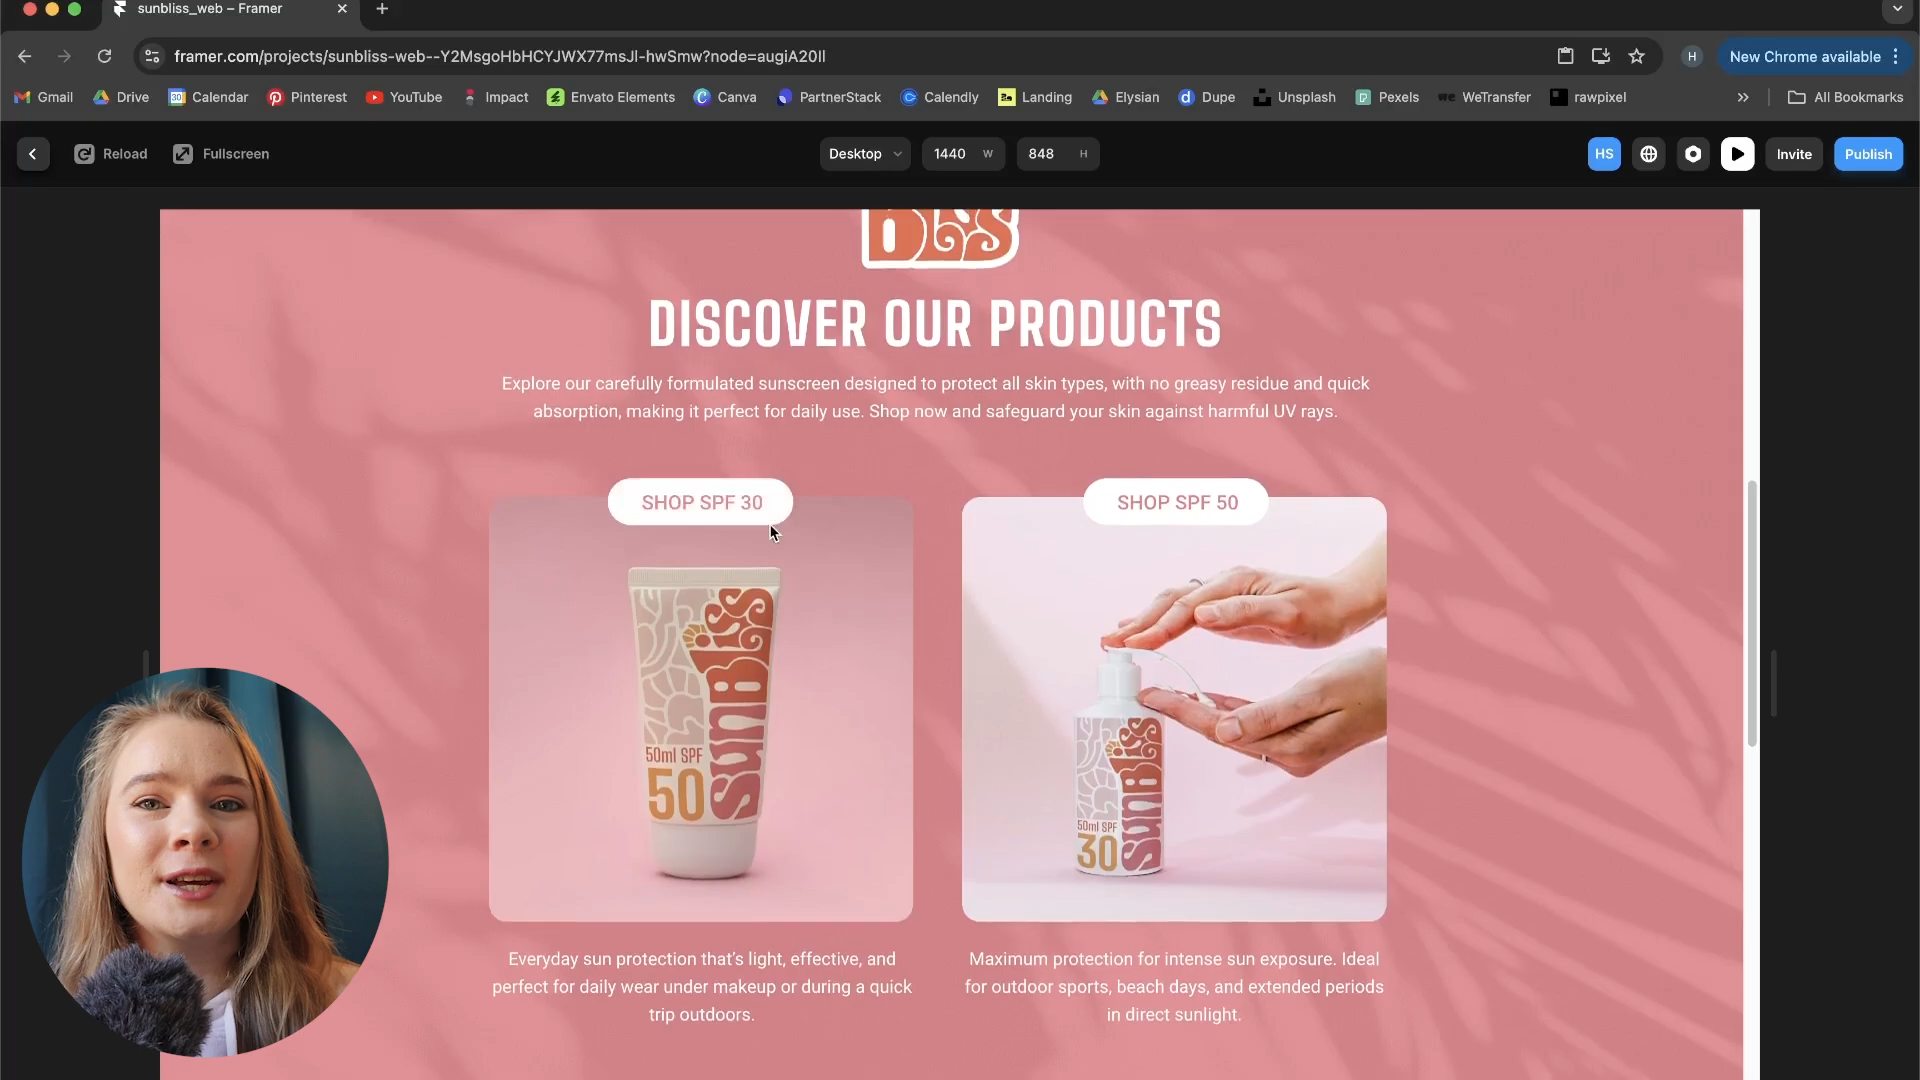 sunbliss_web – Framer
framer.com/projects/sunbliss-web--Y2MsgoHbHCYJWX77msJl-hwSmw?node=augiA20Il
H
New Chrome available
Gmail
Drive
Calendar
Pinterest
YouTube
Impact
Envato Elements
Canva
PartnerStack
Calendly
Landing
Elysian
Dupe
Unsplash
Pexels
WeTransfer
rawpixel
All Bookmarks
Reload
Fullscreen
Desktop
1440 W
848 H
HS
Invite
Publish
DISCOVER OUR PRODUCTS
Explore our carefully formulated sunscreen designed to protect all skin types, with no greasy residue and quick
absorption, making it perfect for daily use. Shop now and safeguard your skin against harmful UV rays.
SHOP SPF 30
SHOP SPF 50
sunBliss
50ml SPF
50
sunBliss
50ml SPF
30
Everyday sun protection that's light, effective, and
perfect for daily wear under makeup or during a quick
trip outdoors.
Maximum protection for intense sun exposure. Ideal
for outdoor sports, beach days, and extended periods
in direct sunlight.